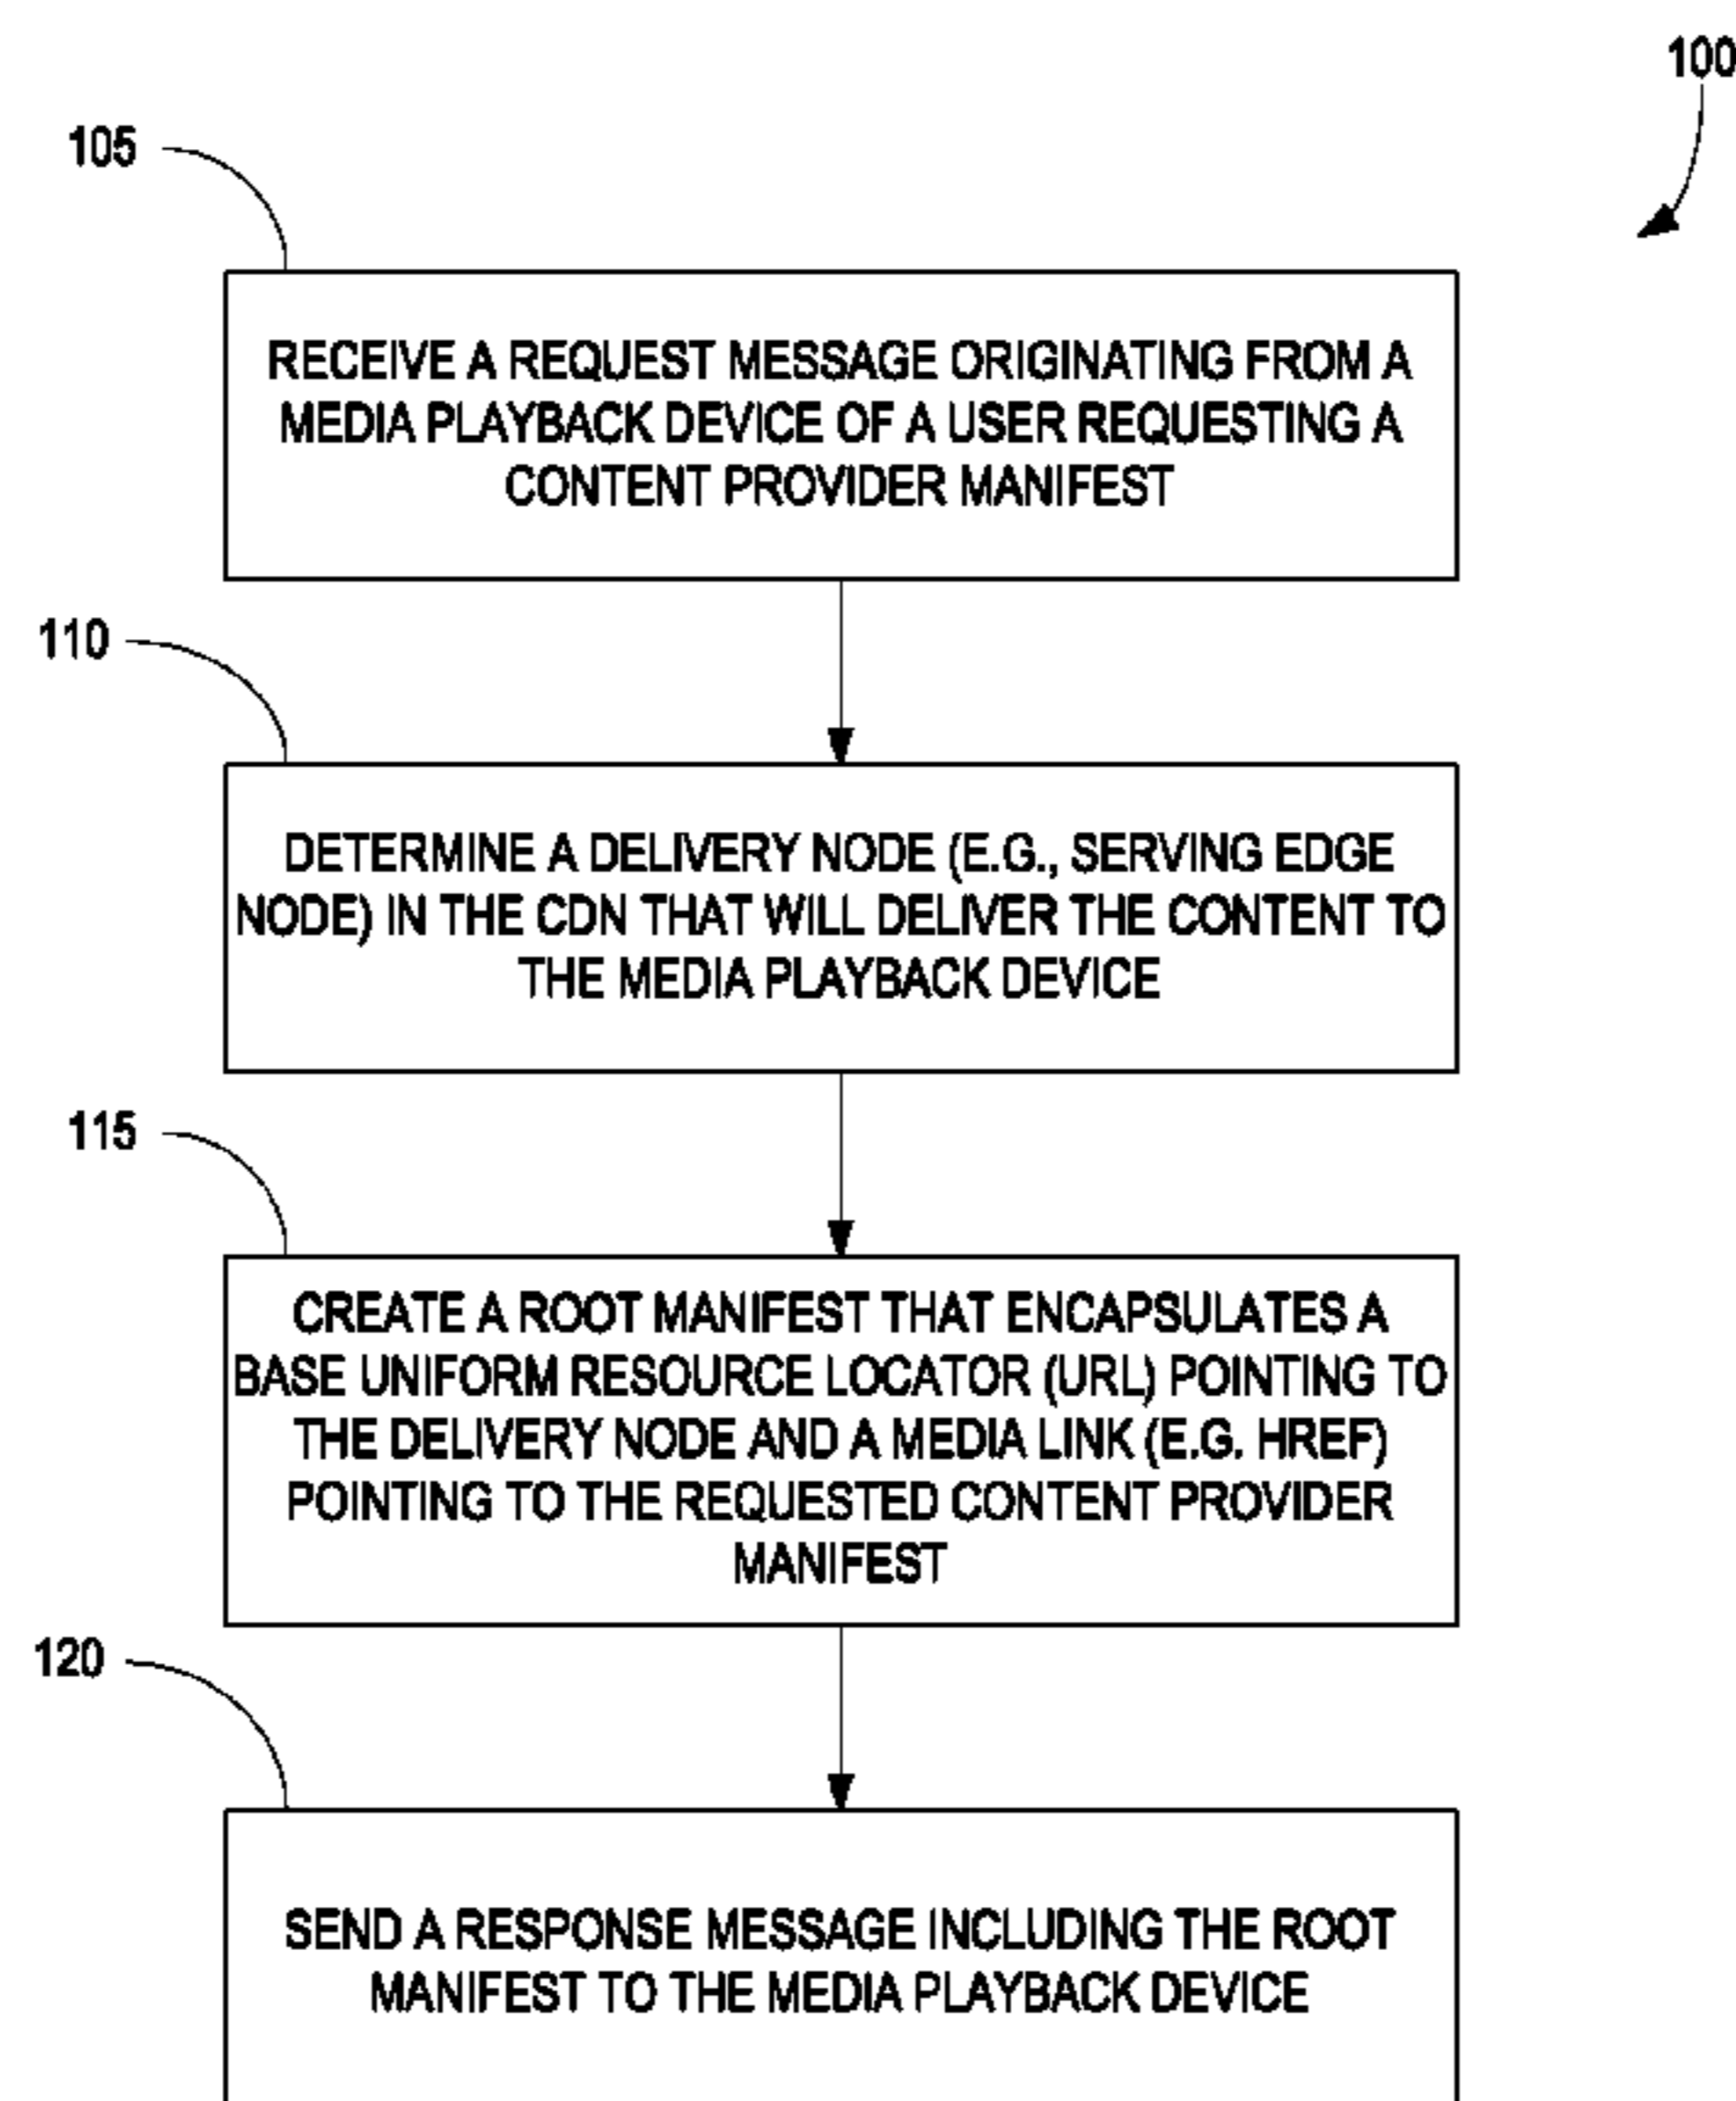 100
105
RECEIVE A REQUEST MESSAGE ORIGINATING FROM A
MEDIA PLAYBACK DEVICE OF A USER REQUESTING A
CONTENT PROVIDER MANIFEST
110
DETERMINE A DELIVERY NODE (E.G., SERVING EDGE
NODE) IN THE CDN THAT WILL DELIVER THE CONTENT TO
THE MEDIA PLAYBACK DEVICE
115
CREATE A ROOT MANIFEST THAT ENCAPSULATES A
BASE UNIFORM RESOURCE LOCATOR (URL) POINTING TO
THE DELIVERY NODE AND A MEDIA LINK (E.G. HREF)
POINTING TO THE REQUESTED CONTENT PROVIDER
MANIFEST
120
SEND A RESPONSE MESSAGE INCLUDING THE ROOT
MANIFEST TO THE MEDIA PLAYBACK DEVICE